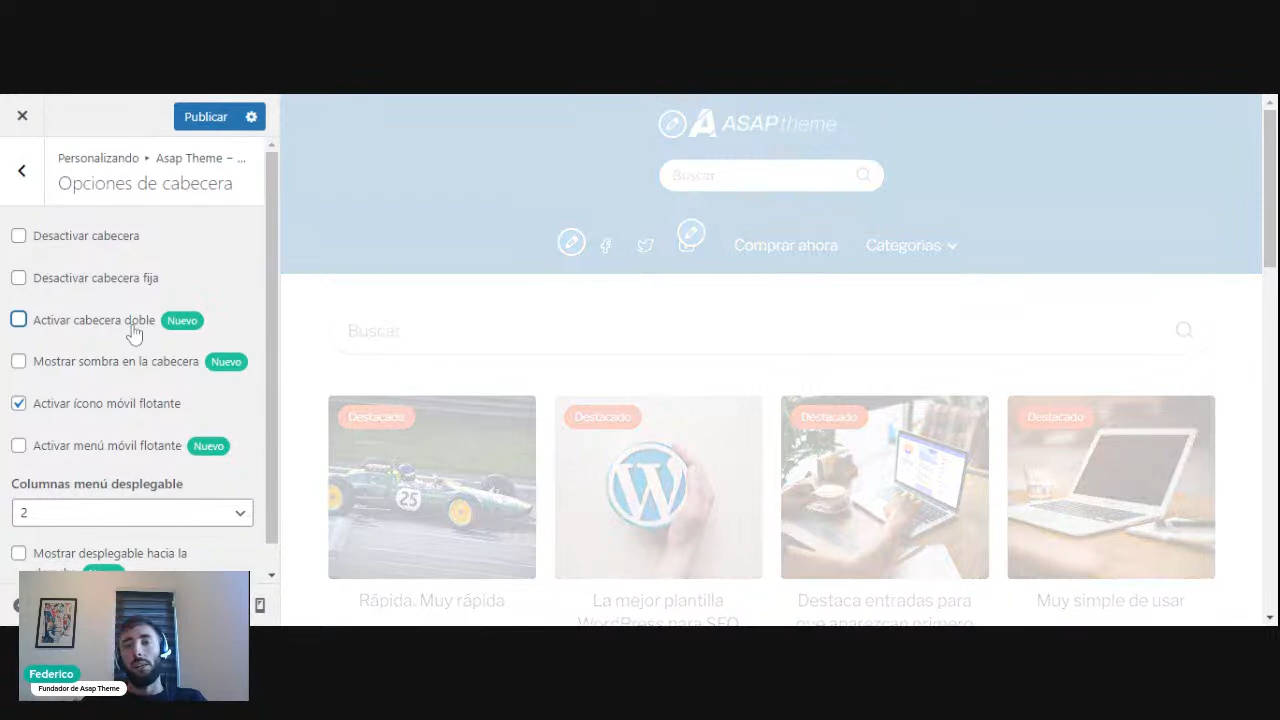 Publicar
Personalizando ▸ Asap Theme – ...
Opciones de cabecera
Desactivar cabecera
Desactivar cabecera fija
Activar cabecera doble Nuevo
Mostrar sombra en la cabecera Nuevo
Activar ícono móvil flotante
Activar menú móvil flotante Nuevo
Columnas menú desplegable
2
Mostrar desplegable hacia la
ASAP theme
Buscar
Comprar ahora Categorias
Buscar
Destacado Destacado Destacado Destacado
25
Rápida. Muy rápida
La mejor plantilla
WordPress para SEO
Destaca entradas para
que aparezcan primero
Muy simple de usar
Federico
Fundador de Asap Theme